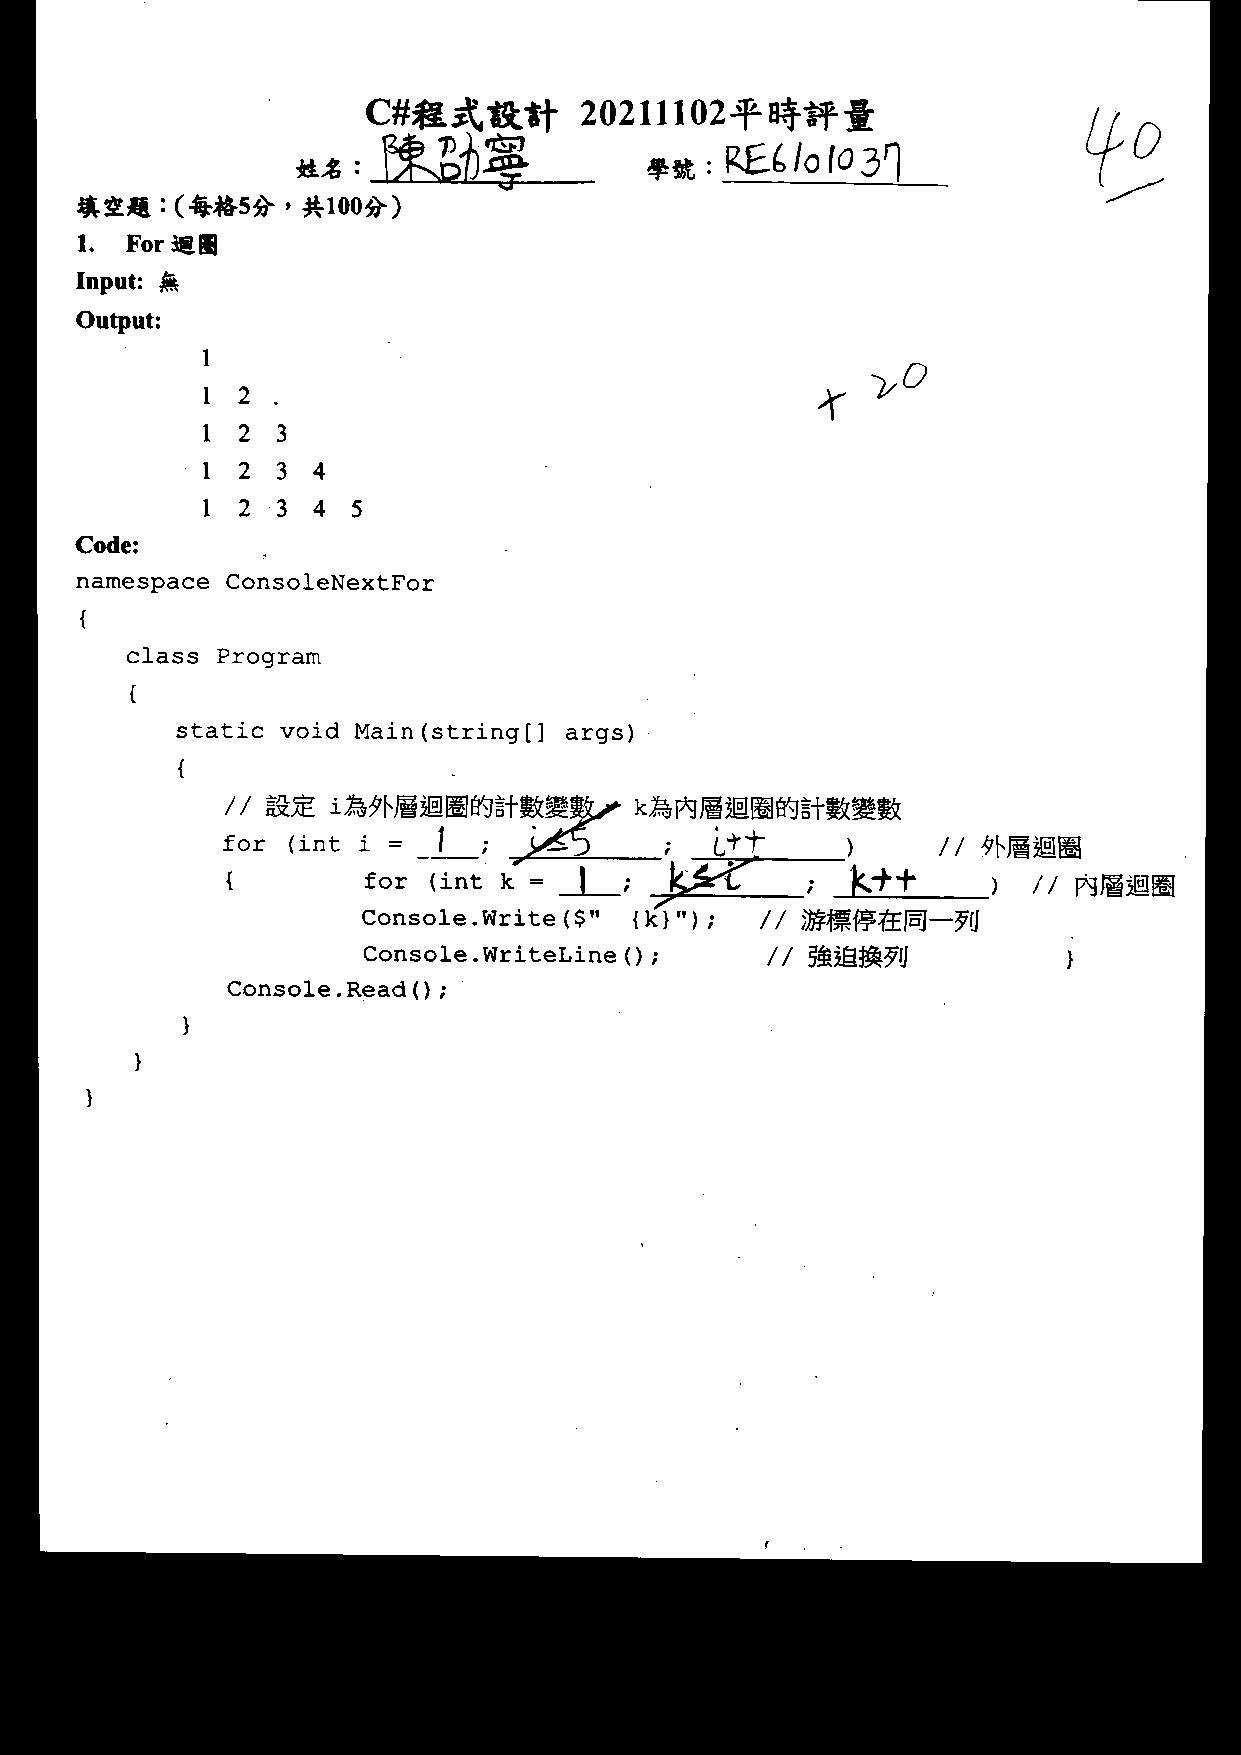 C#程式設計 20211102平時評量
40
姓名：陳劭寧 學號：RE6101037
填空題：(每格5分，共100分)
1. For 迴圈
Input: 無
Output:
1
+20
1 2
1 2 3
1 2 3 4
1 2 3 4 5
Code:
namespace ConsoleNextFor
{
class Program
{
static void Main(string[] args)
{
// 設定 i為外層迴圈的計數變數、k為內層迴圈的計數變數
for (int i = 1 ; i≤5 ; i++ ) // 外層迴圈
{ for (int k = 1 ; k≤i ; k++ ) // 內層迴圈
Console.Write($" {k}"); // 游標停在同一列
Console.WriteLine(); // 強迫換列 }
Console.Read();
}
}
}